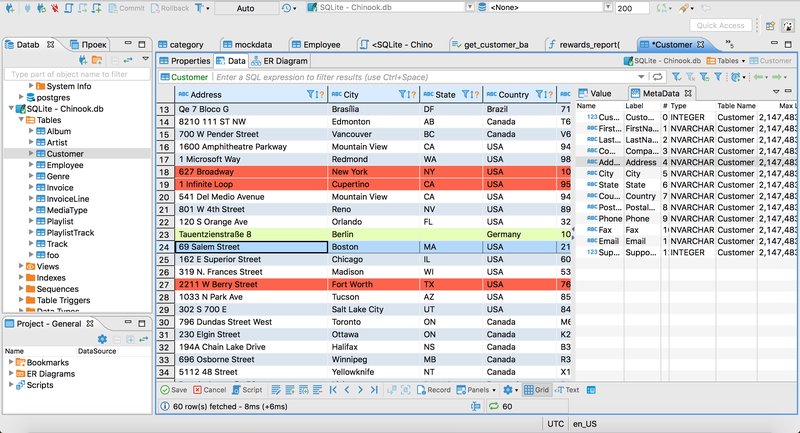 Commit Rollback Auto SQLite - Chinook.db <None> 200
Quick Access
Datab Проек category mockdata Employee <SQLite - Chino get_customer_ba rewards_report( *Customer »5
Type part of object name to filter
System Info
postgres
SQLite - Chinook.db
Tables
Album
Artist
Customer
Employee
Genre
Invoice
InvoiceLine
MediaType
Playlist
PlaylistTrack
Track
foo
Views
Indexes
Sequences
Table Triggers
Data Types
Project - General
Name DataSource
Bookmarks
ER Diagrams
Scripts
Properties Data ER Diagram SQLite - Chinook.db Tables Customer
Customer Enter a SQL expression to filter results (use Ctrl+Space)
Address City State Country
13 Qe 7 Bloco G Brasília DF Brazil 71
14 8210 111 ST NW Edmonton AB Canada T6
15 700 W Pender Street Vancouver BC Canada V6
16 1600 Amphitheatre Parkway Mountain View CA USA 94
17 1 Microsoft Way Redmond WA USA 98
18 627 Broadway New York NY USA 10
19 1 Infinite Loop Cupertino CA USA 95
20 541 Del Medio Avenue Mountain View CA USA 94
21 801 W 4th Street Reno NV USA 89
22 120 S Orange Ave Orlando FL USA 32
23 Tauentzienstraße 8 Berlin Germany 10
24 69 Salem Street Boston MA USA 21
25 162 E Superior Street Chicago IL USA 60
26 319 N. Frances Street Madison WI USA 53
27 2211 W Berry Street Fort Worth TX USA 76
28 1033 N Park Ave Tucson AZ USA 85
29 302 S 700 E Salt Lake City UT USA 84
30 796 Dundas Street West Toronto ON Canada M6
31 230 Elgin Street Ottawa ON Canada K2
32 194A Chain Lake Drive Halifax NS Canada B3
33 696 Osborne Street Winnipeg MB Canada R3
34 5112 48 Street Yellowknife NT Canada X1
Value MetaData
Name Label # Type Table Name Max L
123 Cus... Custo... 0 INTEGER Customer 2,147,483
ABC First... FirstN... 1 NVARCHAR Customer 2,147,483
ABC Last... LastNa... 2 NVARCHAR Customer 2,147,483
ABC Com... Compa... 3 NVARCHAR Customer 2,147,483
ABC Add... Address 4 NVARCHAR Customer 2,147,483
ABC City City 5 NVARCHAR Customer 2,147,483
ABC State State 6 NVARCHAR Customer 2,147,483
ABC Cou... Country 7 NVARCHAR Customer 2,147,483
ABC Post... Postal... 8 NVARCHAR Customer 2,147,483
ABC Phone Phone 9 NVARCHAR Customer 2,147,483
ABC Fax Fax 1 NVARCHAR Customer 2,147,483
ABC Email Email 1 NVARCHAR Customer 2,147,483
123 Supp... Suppo... 1 INTEGER Customer 2,147,483
Save Cancel Script Record Panels Grid Text
60 row(s) fetched - 8ms (+6ms) 60
UTC en_US